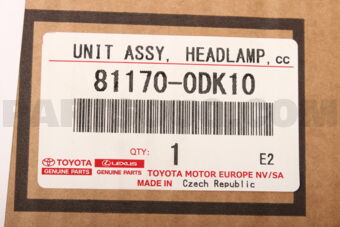 UNIT ASSY, HEADLAMP, cc
81170-0DK10
QTY: 1 E2
TOYOTA LEXUS TOYOTA MOTOR EUROPE NV/SA
GENUINE PARTS GENUINE PARTS MADE IN Czech Republic